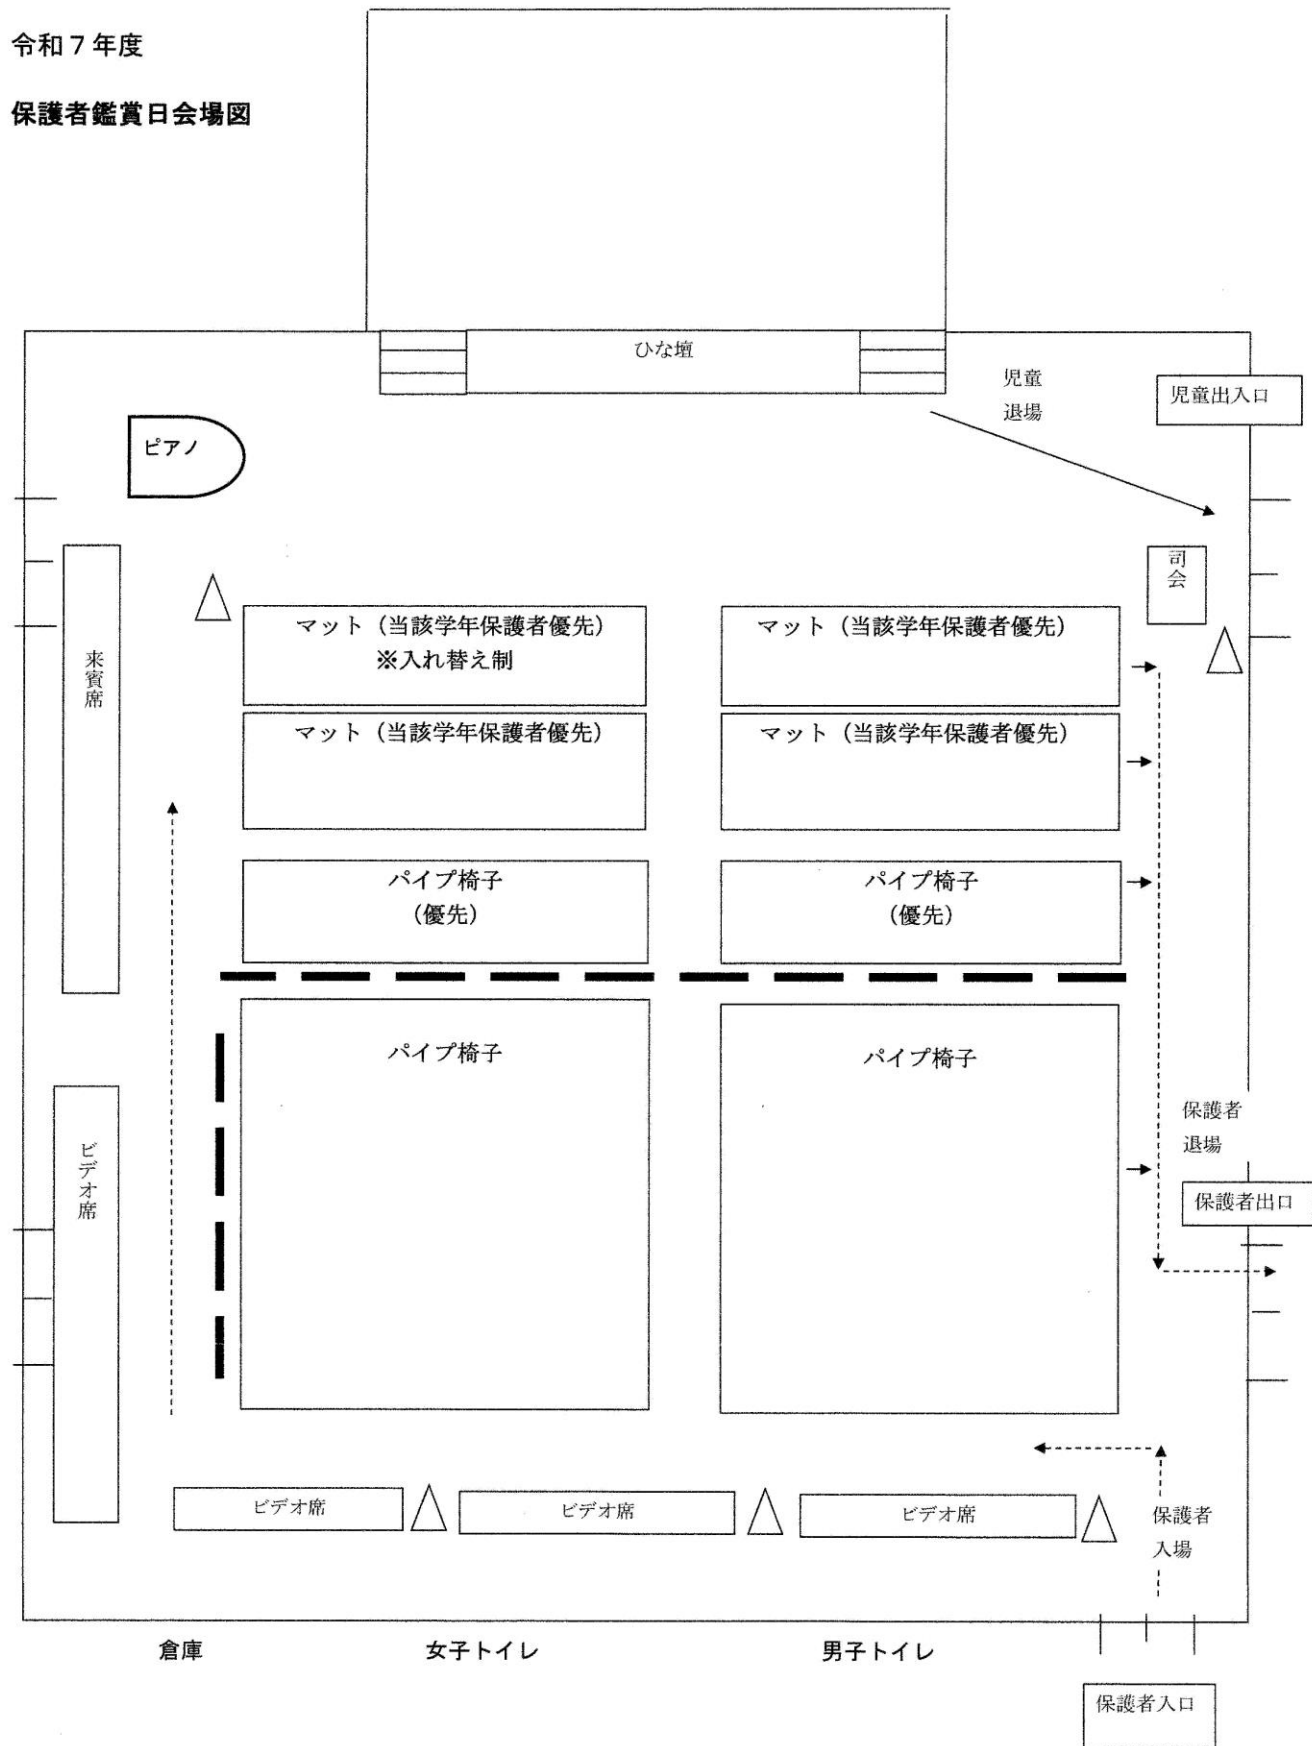 令和７年度
保護者鑑賞日会場図
ひな壇
児童
退場
児童出入口
ピアノ
司会
マット（当該学年保護者優先）
※入れ替え制
マット（当該学年保護者優先）
来賓席
マット（当該学年保護者優先）
マット（当該学年保護者優先）
パイプ椅子
（優先）
パイプ椅子
（優先）
パイプ椅子
パイプ椅子
保護者
退場
ビデオ席
保護者出口
ビデオ席
ビデオ席
ビデオ席
保護者
入場
倉庫
女子トイレ
男子トイレ
保護者入口